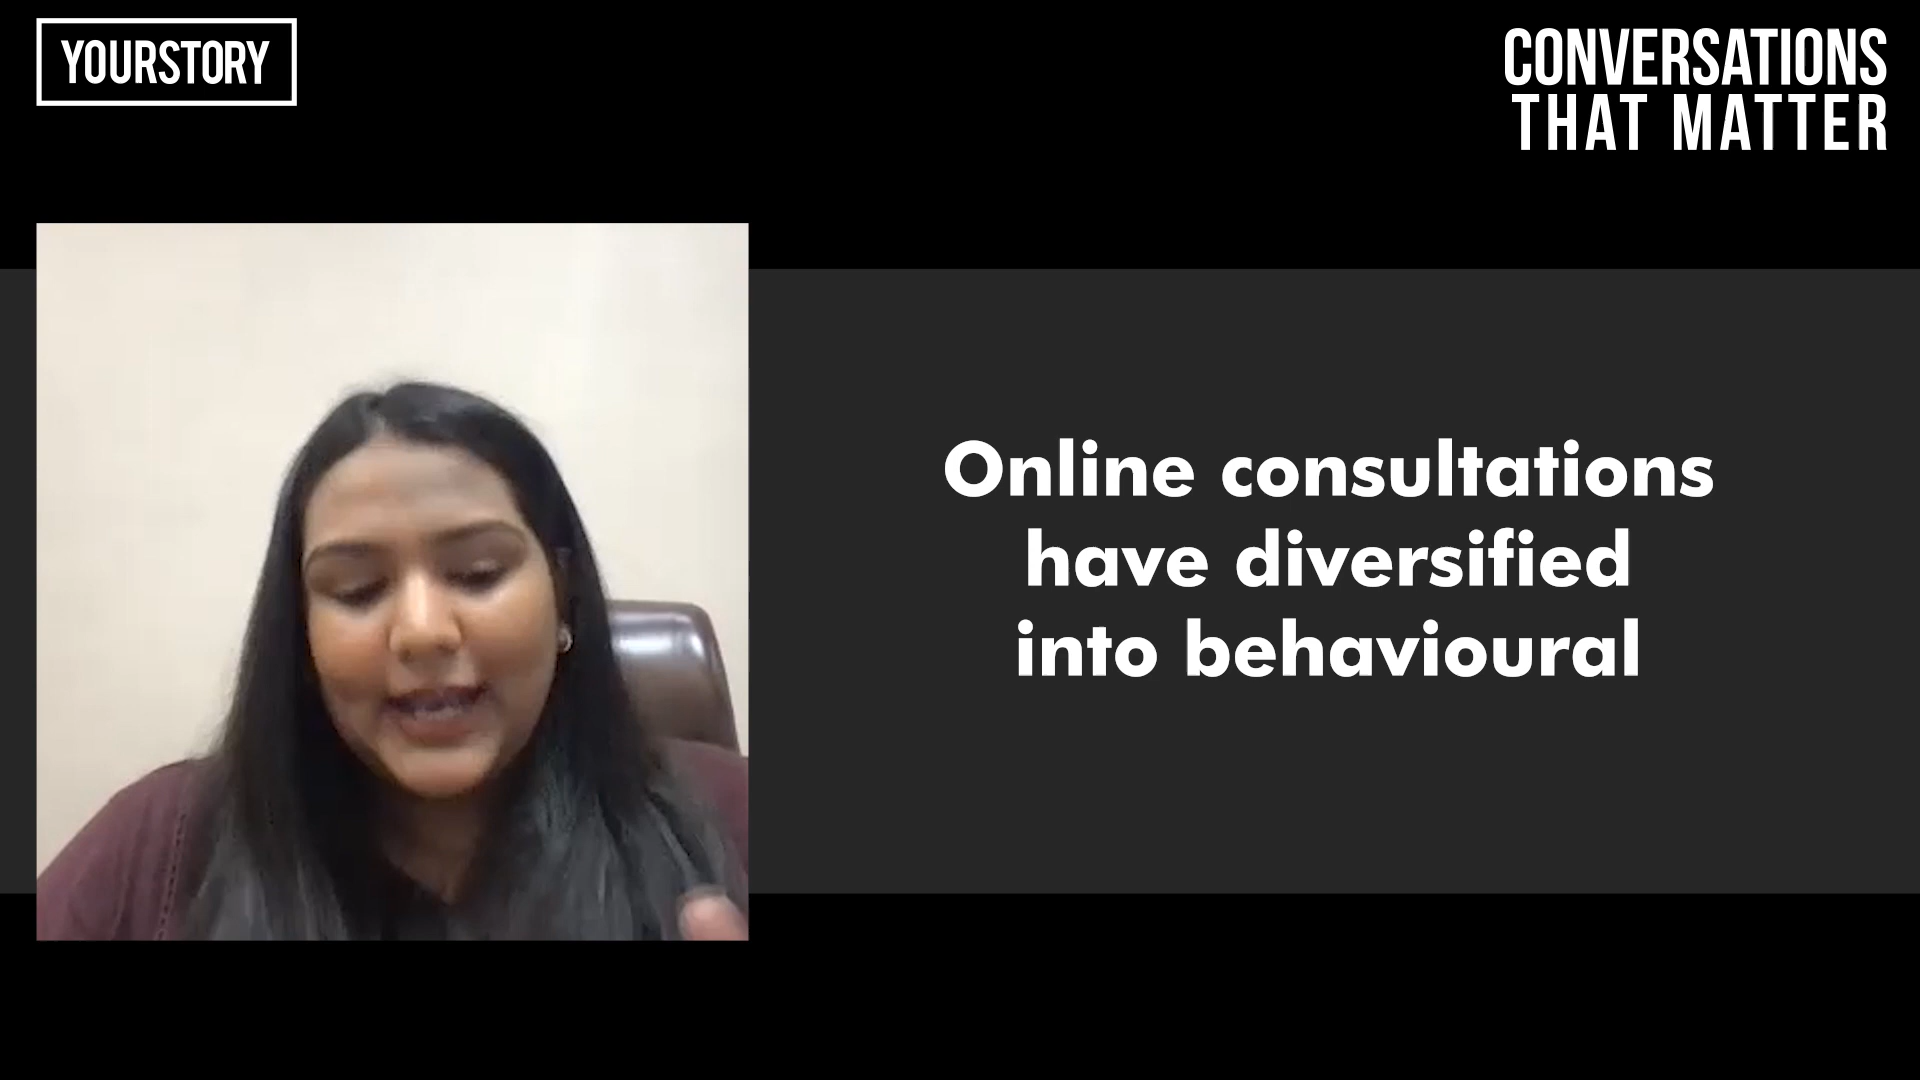 YOURSTORY
CONVERSATIONS
THAT MATTER
Online consultations
have diversified
into behavioural